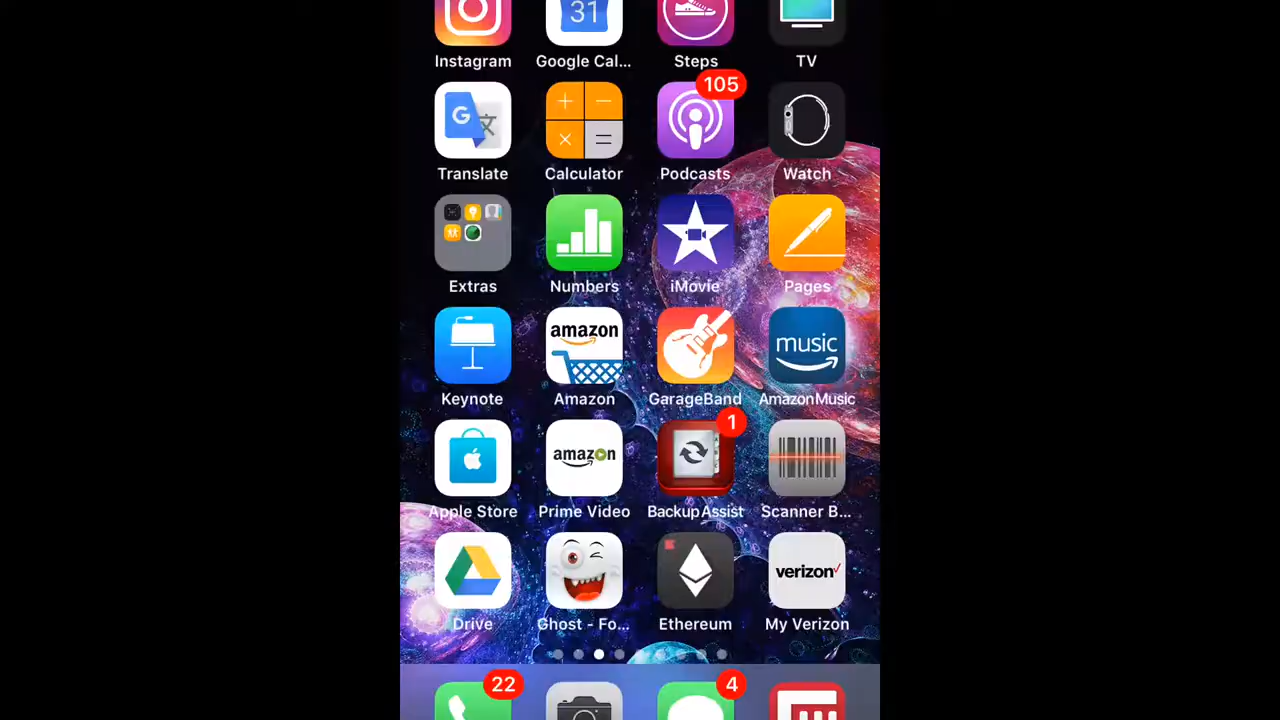 31
Instagram
Google Cal...
Steps
TV
105
G
Translate
Calculator
Podcasts
Watch
Extras
Numbers
iMovie
Pages
amazon
music
Keynote
Amazon
GarageBand
Amazon Music
1
amazon
Apple Store
Prime Video
BackupAssist
Scanner B...
verizon
Drive
Ghost - Fo...
Ethereum
My Verizon
22
4